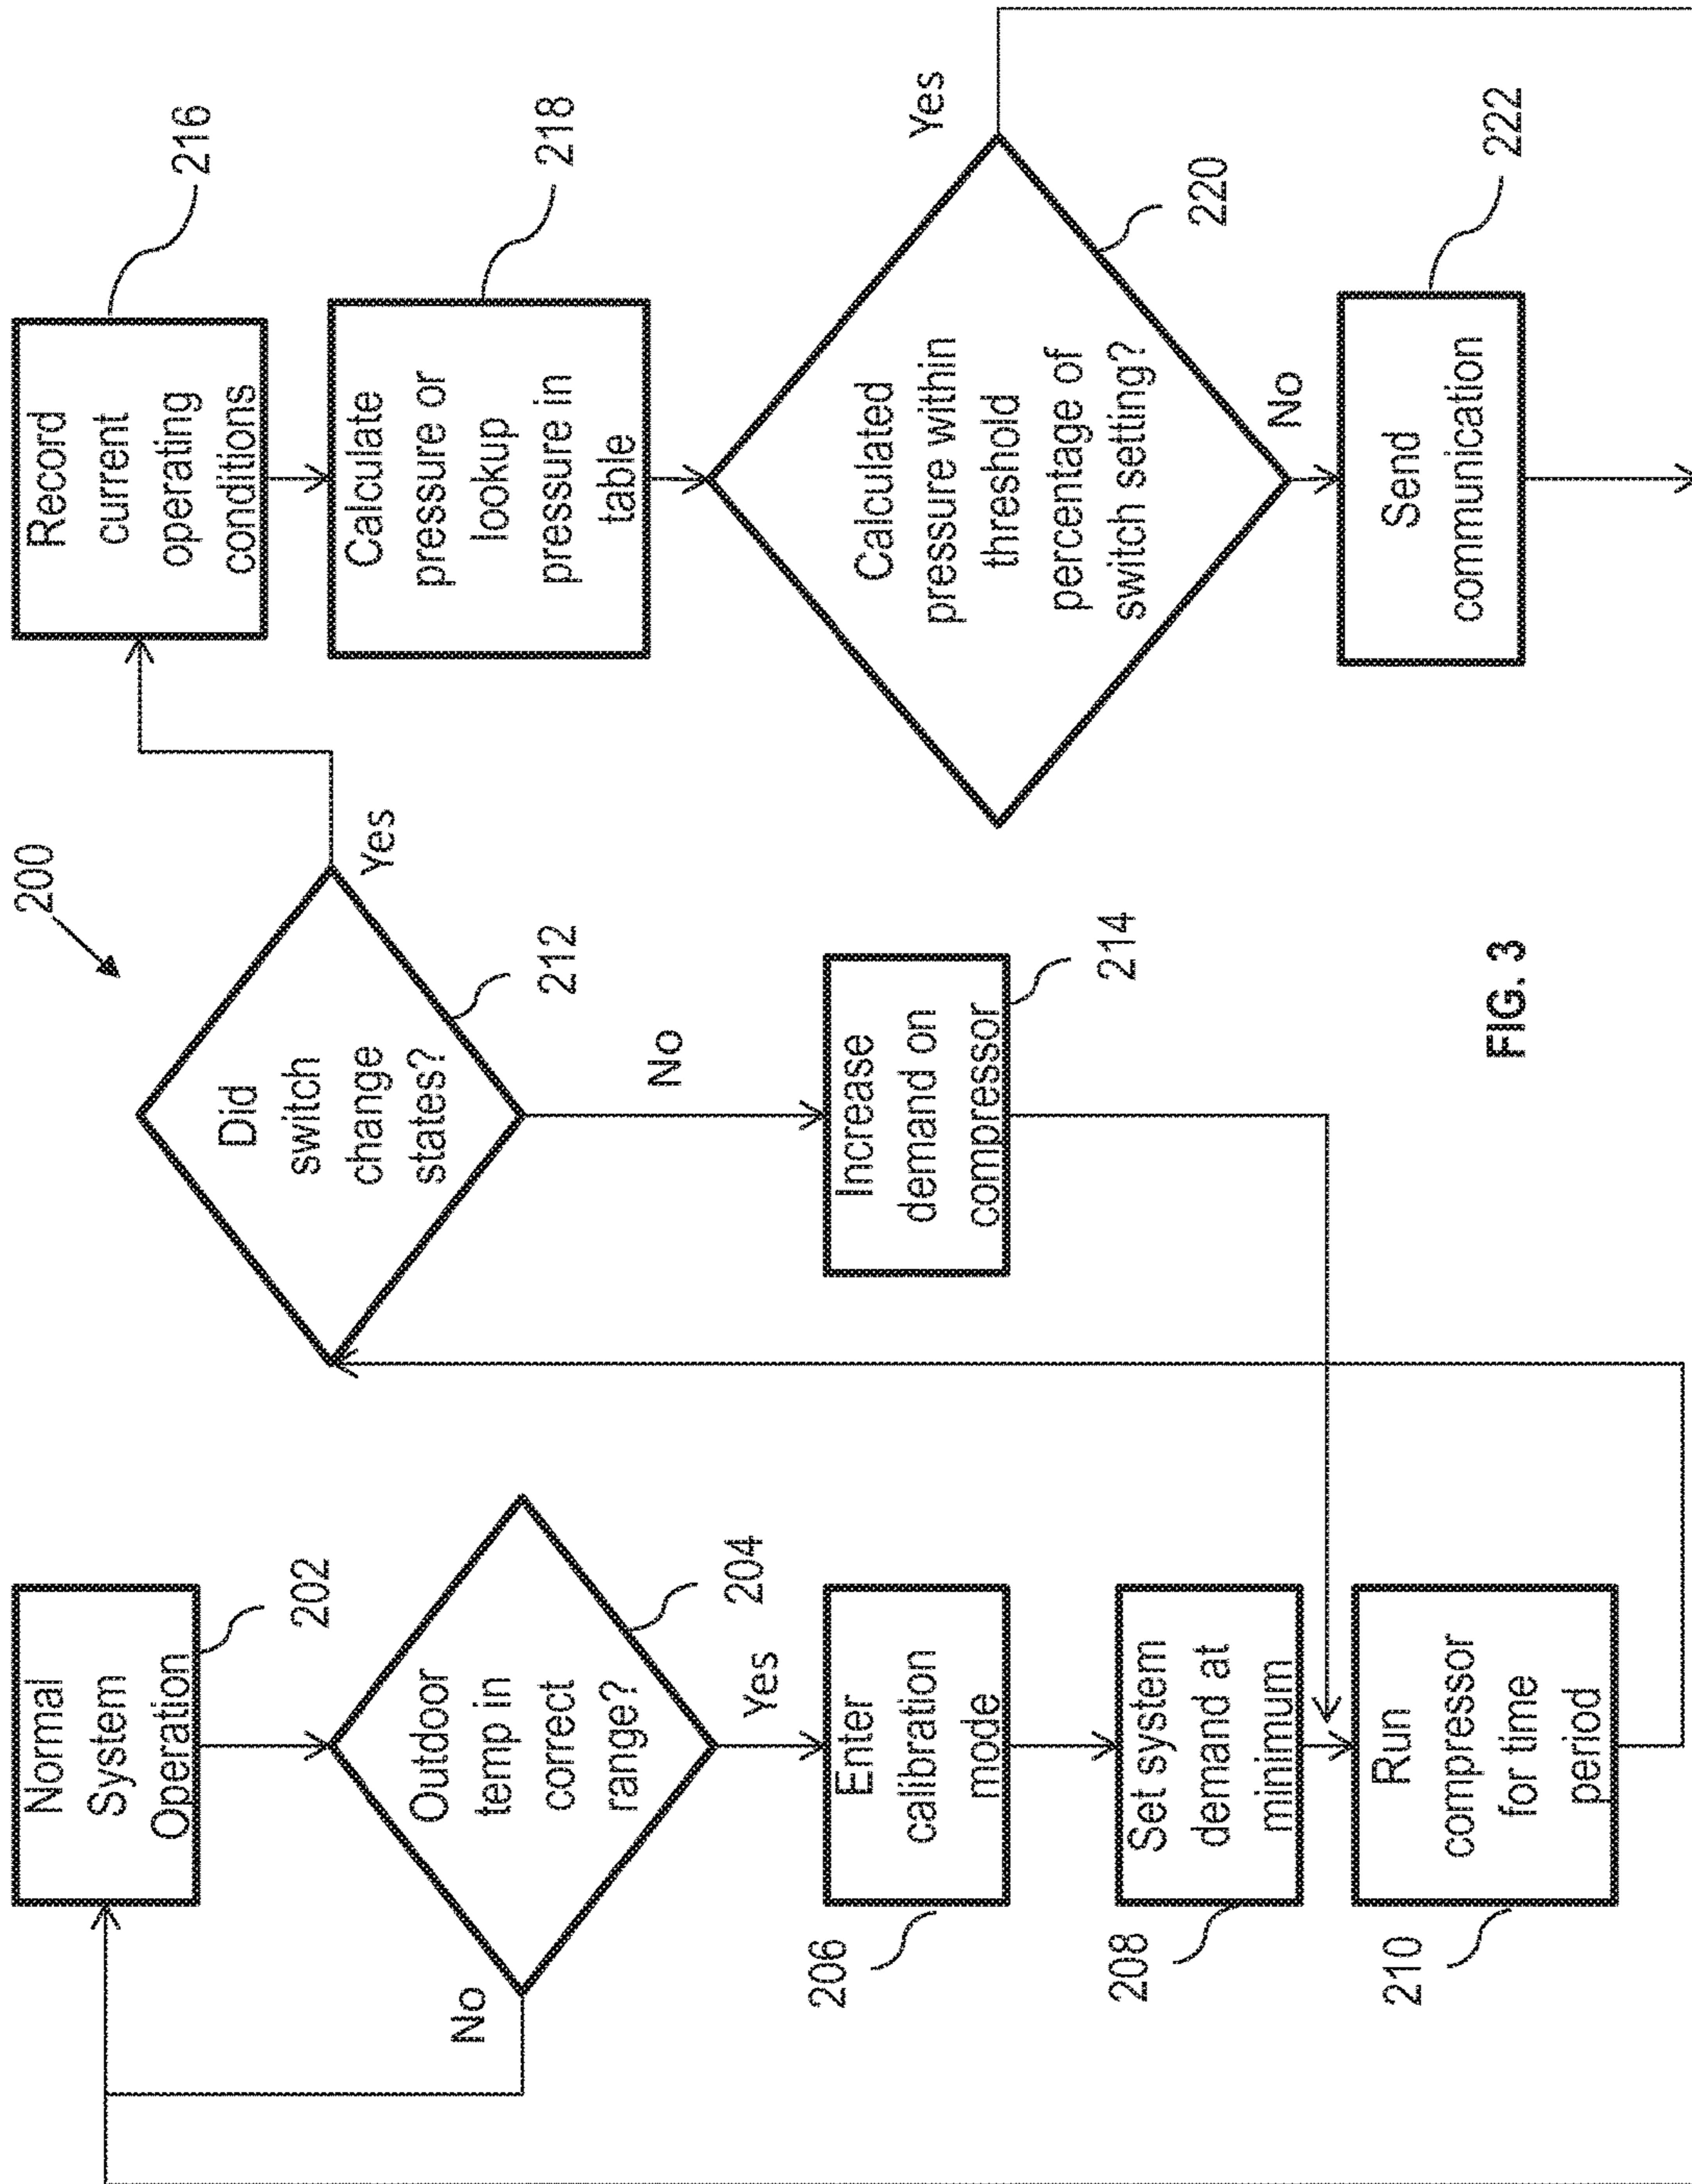 200
Normal
System
Operation
202
Outdoor
temp in
correct
range?
204
No
Yes
Enter
calibration
mode
206
Set system
demand at
minimum
208
Run
compressor
for time
period
210
Did
switch
change
states?
212
Yes
No
Increase
demand on
compressor
214
Record
current
operating
conditions
216
Calculate
pressure or
lookup
pressure in
table
218
Calculated
pressure within
threshold
percentage of
switch setting?
220
Yes
No
Send
communication
222
FIG. 3